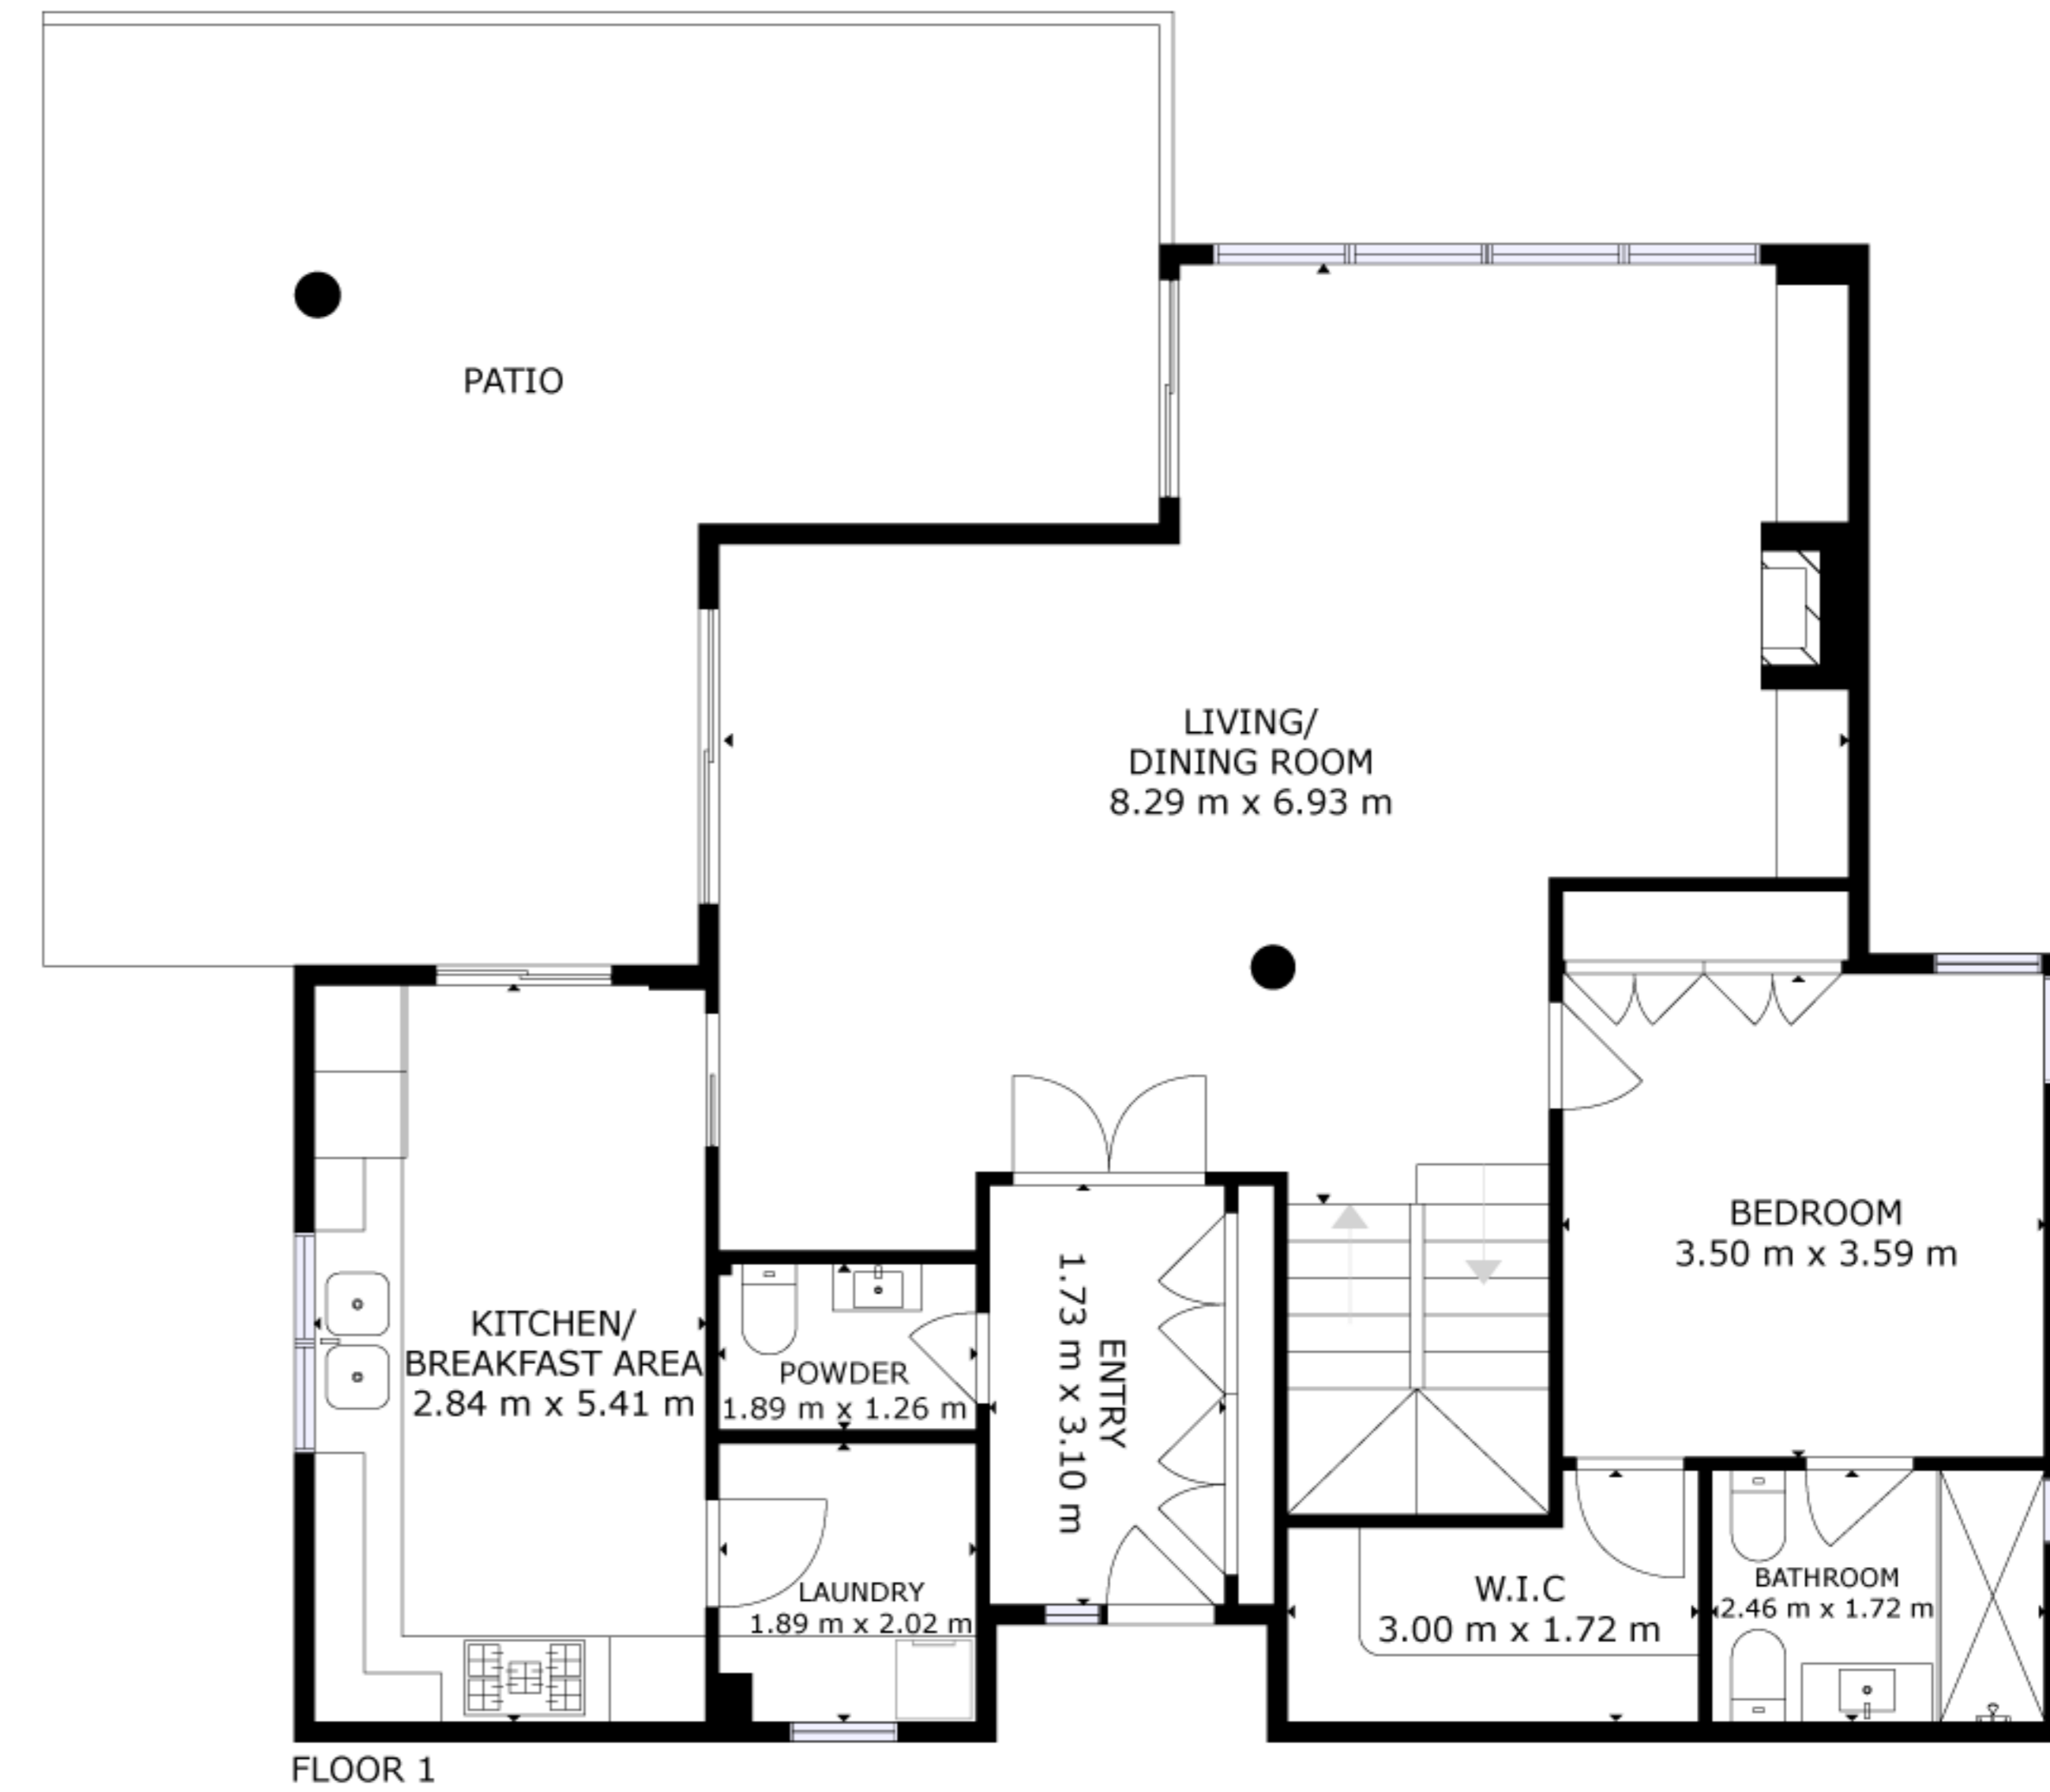 PATIO
LIVING/
DINING ROOM
8.29 m x 6.93 m
BEDROOM
3.50 m x 3.59 m
KITCHEN/
BREAKFAST AREA
2.84 m x 5.41 m
POWDER
1.89 m x 1.26 m
ENTRY
1.73 m x 3.10 m
LAUNDRY
1.89 m x 2.02 m
W.I.C
3.00 m x 1.72 m
BATHROOM
2.46 m x 1.72 m
FLOOR 1